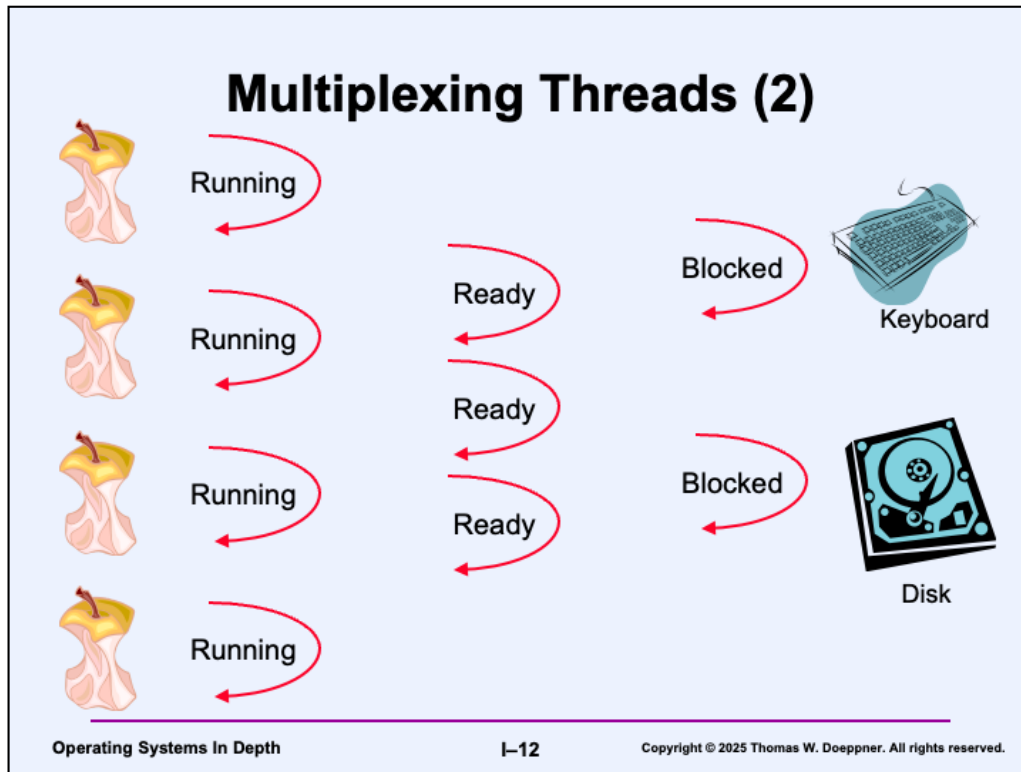 Multiplexing Threads (2)
Running
Ready
Blocked
Keyboard
Running
Ready
Running
Ready
Blocked
Disk
Running
Operating Systems In Depth
I–12
Copyright © 2025 Thomas W. Doeppner. All rights reserved.